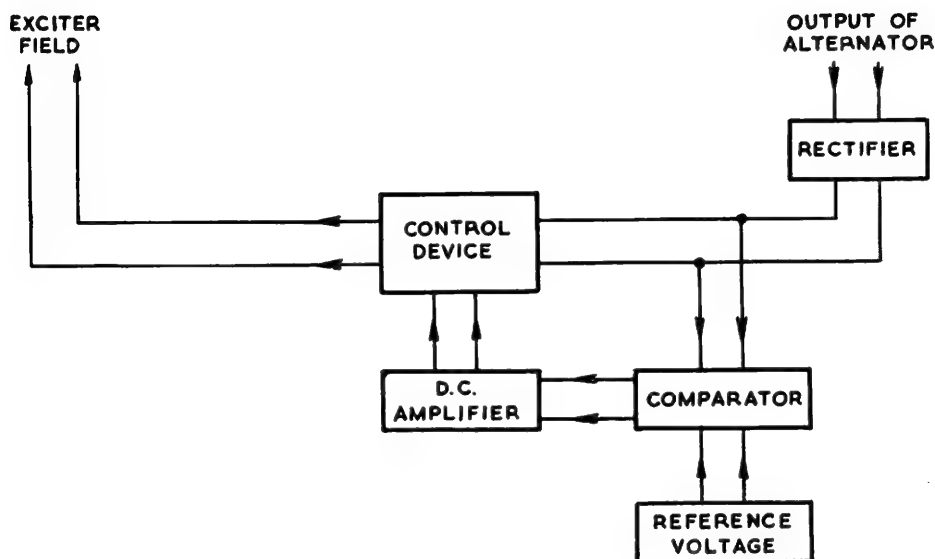 EXCITER
FIELD
OUTPUT OF
ALTERNATOR
RECTIFIER
CONTROL
DEVICE
D.C.
AMPLIFIER
COMPARATOR
REFERENCE
VOLTAGE